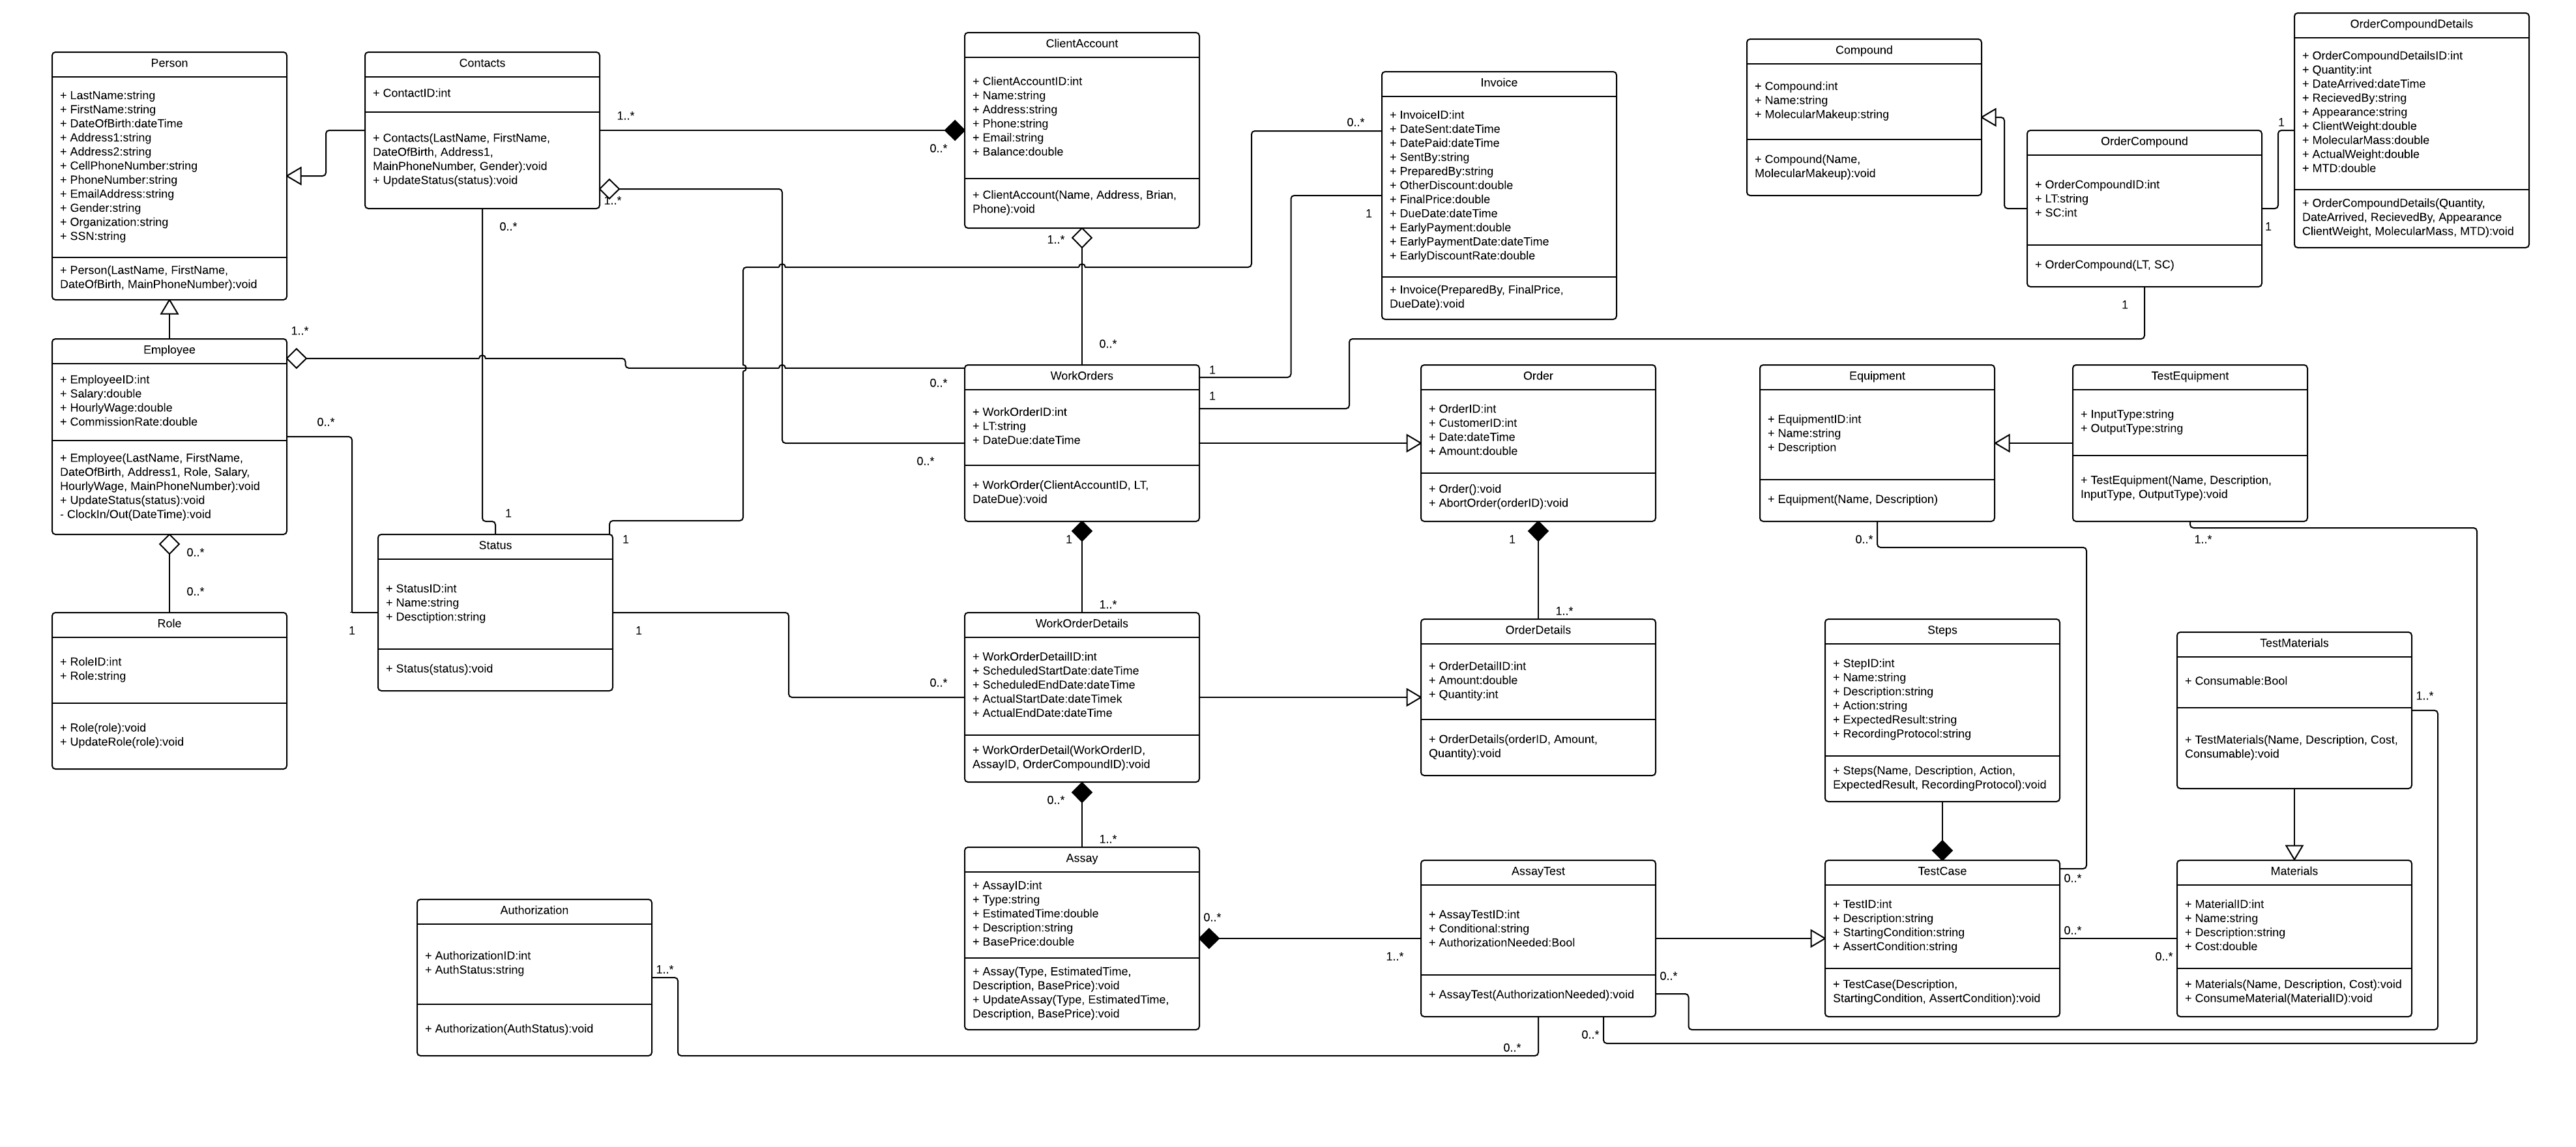 Person
+ LastName:string
+ FirstName:string
+ DateOfBirth:dateTime
+ Address1:string
+ Address2:string
+ CellPhoneNumber:string
+ PhoneNumber:string
+ EmailAddress:string
+ Gender:string
+ Organization:string
+ SSN:string
+ Person(LastName, FirstName,
DateOfBirth, MainPhoneNumber):void
Contacts
+ ContactID:int
+ Contacts(LastName, FirstName,
DateOfBirth, Address1,
MainPhoneNumber, Gender):void
+ UpdateStatus(status):void
1..*
0..*
1..*
0..*
ClientAccount
+ ClientAccountID:int
+ Name:string
+ Address:string
+ Phone:string
+ Email:string
+ Balance:double
+ ClientAccount(Name, Address, Brian,
Phone):void
1..*
0..*
Invoice
+ InvoiceID:int
+ DateSent:dateTime
+ DatePaid:dateTime
+ SentBy:string
+ PreparedBy:string
+ OtherDiscount:double
+ FinalPrice:double
+ DueDate:dateTime
+ EarlyPayment:double
+ EarlyPaymentDate:dateTime
+ EarlyDiscountRate:double
+ Invoice(PreparedBy, FinalPrice,
DueDate):void
0..*
1
Compound
+ Compound:int
+ Name:string
+ MolecularMakeup:string
+ Compound(Name,
MolecularMakeup):void
OrderCompound
+ OrderCompoundID:int
+ LT:string
+ SC:int
+ OrderCompound(LT, SC)
1
1
1
OrderCompoundDetails
+ OrderCompoundDetailsID:int
+ Quantity:int
+ DateArrived:dateTime
+ RecievedBy:string
+ Appearance:string
+ ClientWeight:double
+ MolecularMass:double
+ ActualWeight:double
+ MTD:double
+ OrderCompoundDetails(Quantity,
DateArrived, RecievedBy, Appearance
ClientWeight, MolecularMass, MTD):void
Employee
+ EmployeeID:int
+ Salary:double
+ HourlyWage:double
+ CommissionRate:double
+ Employee(LastName, FirstName,
DateOfBirth, Address1, Role, Salary,
HourlyWage, MainPhoneNumber):void
+ UpdateStatus(status):void
- ClockIn/Out(DateTime):void
1..*
0..*
0..*
0..*
Role
+ RoleID:int
+ Role:string
+ Role(role):void
+ UpdateRole(role):void
Status
+ StatusID:int
+ Name:string
+ Desctiption:string
+ Status(status):void
1
1
1
1
WorkOrders
+ WorkOrderID:int
+ LT:string
+ DateDue:dateTime
+ WorkOrder(ClientAccountID, LT,
DateDue):void
0..*
0..*
1
1
1
1..*
Order
+ OrderID:int
+ CustomerID:int
+ Date:dateTime
+ Amount:double
+ Order():void
+ AbortOrder(orderID):void
1
1..*
Equipment
+ EquipmentID:int
+ Name:string
+ Description
+ Equipment(Name, Description)
0..*
TestEquipment
+ InputType:string
+ OutputType:string
+ TestEquipment(Name, Description,
InputType, OutputType):void
1..*
WorkOrderDetails
+ WorkOrderDetailID:int
+ ScheduledStartDate:dateTime
+ ScheduledEndDate:dateTime
+ ActualStartDate:dateTimek
+ ActualEndDate:dateTime
+ WorkOrderDetail(WorkOrderID,
AssayID, OrderCompoundID):void
0..*
0..*
1..*
OrderDetails
+ OrderDetailID:int
+ Amount:double
+ Quantity:int
+ OrderDetails(orderID, Amount,
Quantity):void
Steps
+ StepID:int
+ Name:string
+ Description:string
+ Action:string
+ ExpectedResult:string
+ RecordingProtocol:string
+ Steps(Name, Description, Action,
ExpectedResult, RecordingProtocol):void
TestMaterials
+ Consumable:Bool
+ TestMaterials(Name, Description, Cost,
Consumable):void
1..*
Authorization
+ AuthorizationID:int
+ AuthStatus:string
+ Authorization(AuthStatus):void
1..*
Assay
+ AssayID:int
+ Type:string
+ EstimatedTime:double
+ Description:string
+ BasePrice:double
+ Assay(Type, EstimatedTime,
Description, BasePrice):void
+ UpdateAssay(Type, EstimatedTime,
Description, BasePrice):void
0..*
1..*
AssayTest
+ AssayTestID:int
+ Conditional:string
+ AuthorizationNeeded:Bool
+ AssayTest(AuthorizationNeeded):void
0..*
0..*
0..*
TestCase
+ TestID:int
+ Description:string
+ StartingCondition:string
+ AssertCondition:string
+ TestCase(Description,
StartingCondition, AssertCondition):void
0..*
0..*
0..*
Materials
+ MaterialID:int
+ Name:string
+ Description:string
+ Cost:double
+ Materials(Name, Description, Cost):void
+ ConsumeMaterial(MaterialID):void